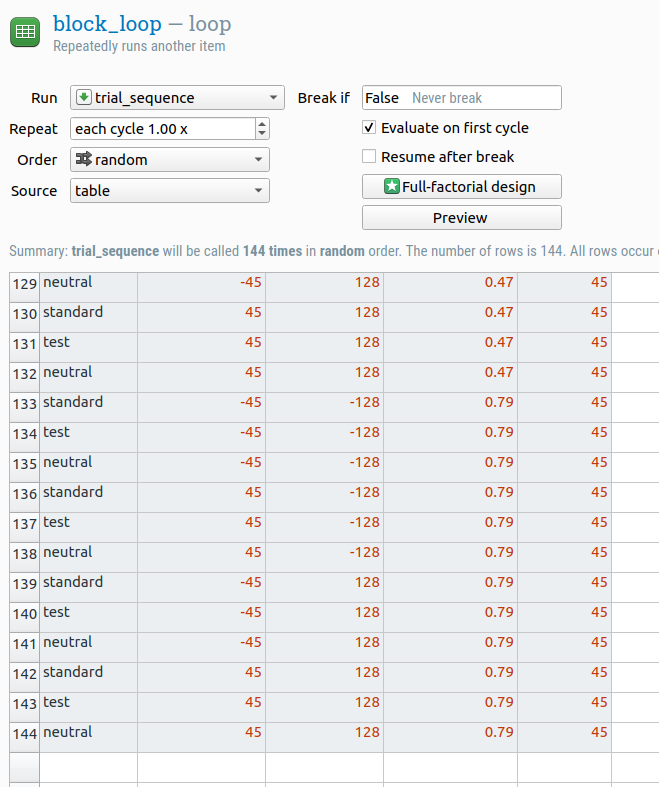 block_loop – loop
Repeatedly runs another item
Run trial_sequence Break if False Never break
Repeat each cycle 1.00 x Evaluate on first cycle
Order random Resume after break
Source table Full-factorial design
Preview
Summary: trial_sequence will be called 144 times in random order. The number of rows is 144. All rows occur
129 neutral -45 128 0.47 45
130 standard 45 128 0.47 45
131 test 45 128 0.47 45
132 neutral 45 128 0.47 45
133 standard -45 -128 0.79 45
134 test -45 -128 0.79 45
135 neutral -45 -128 0.79 45
136 standard 45 -128 0.79 45
137 test 45 -128 0.79 45
138 neutral 45 -128 0.79 45
139 standard -45 128 0.79 45
140 test -45 128 0.79 45
141 neutral -45 128 0.79 45
142 standard 45 128 0.79 45
143 test 45 128 0.79 45
144 neutral 45 128 0.79 45